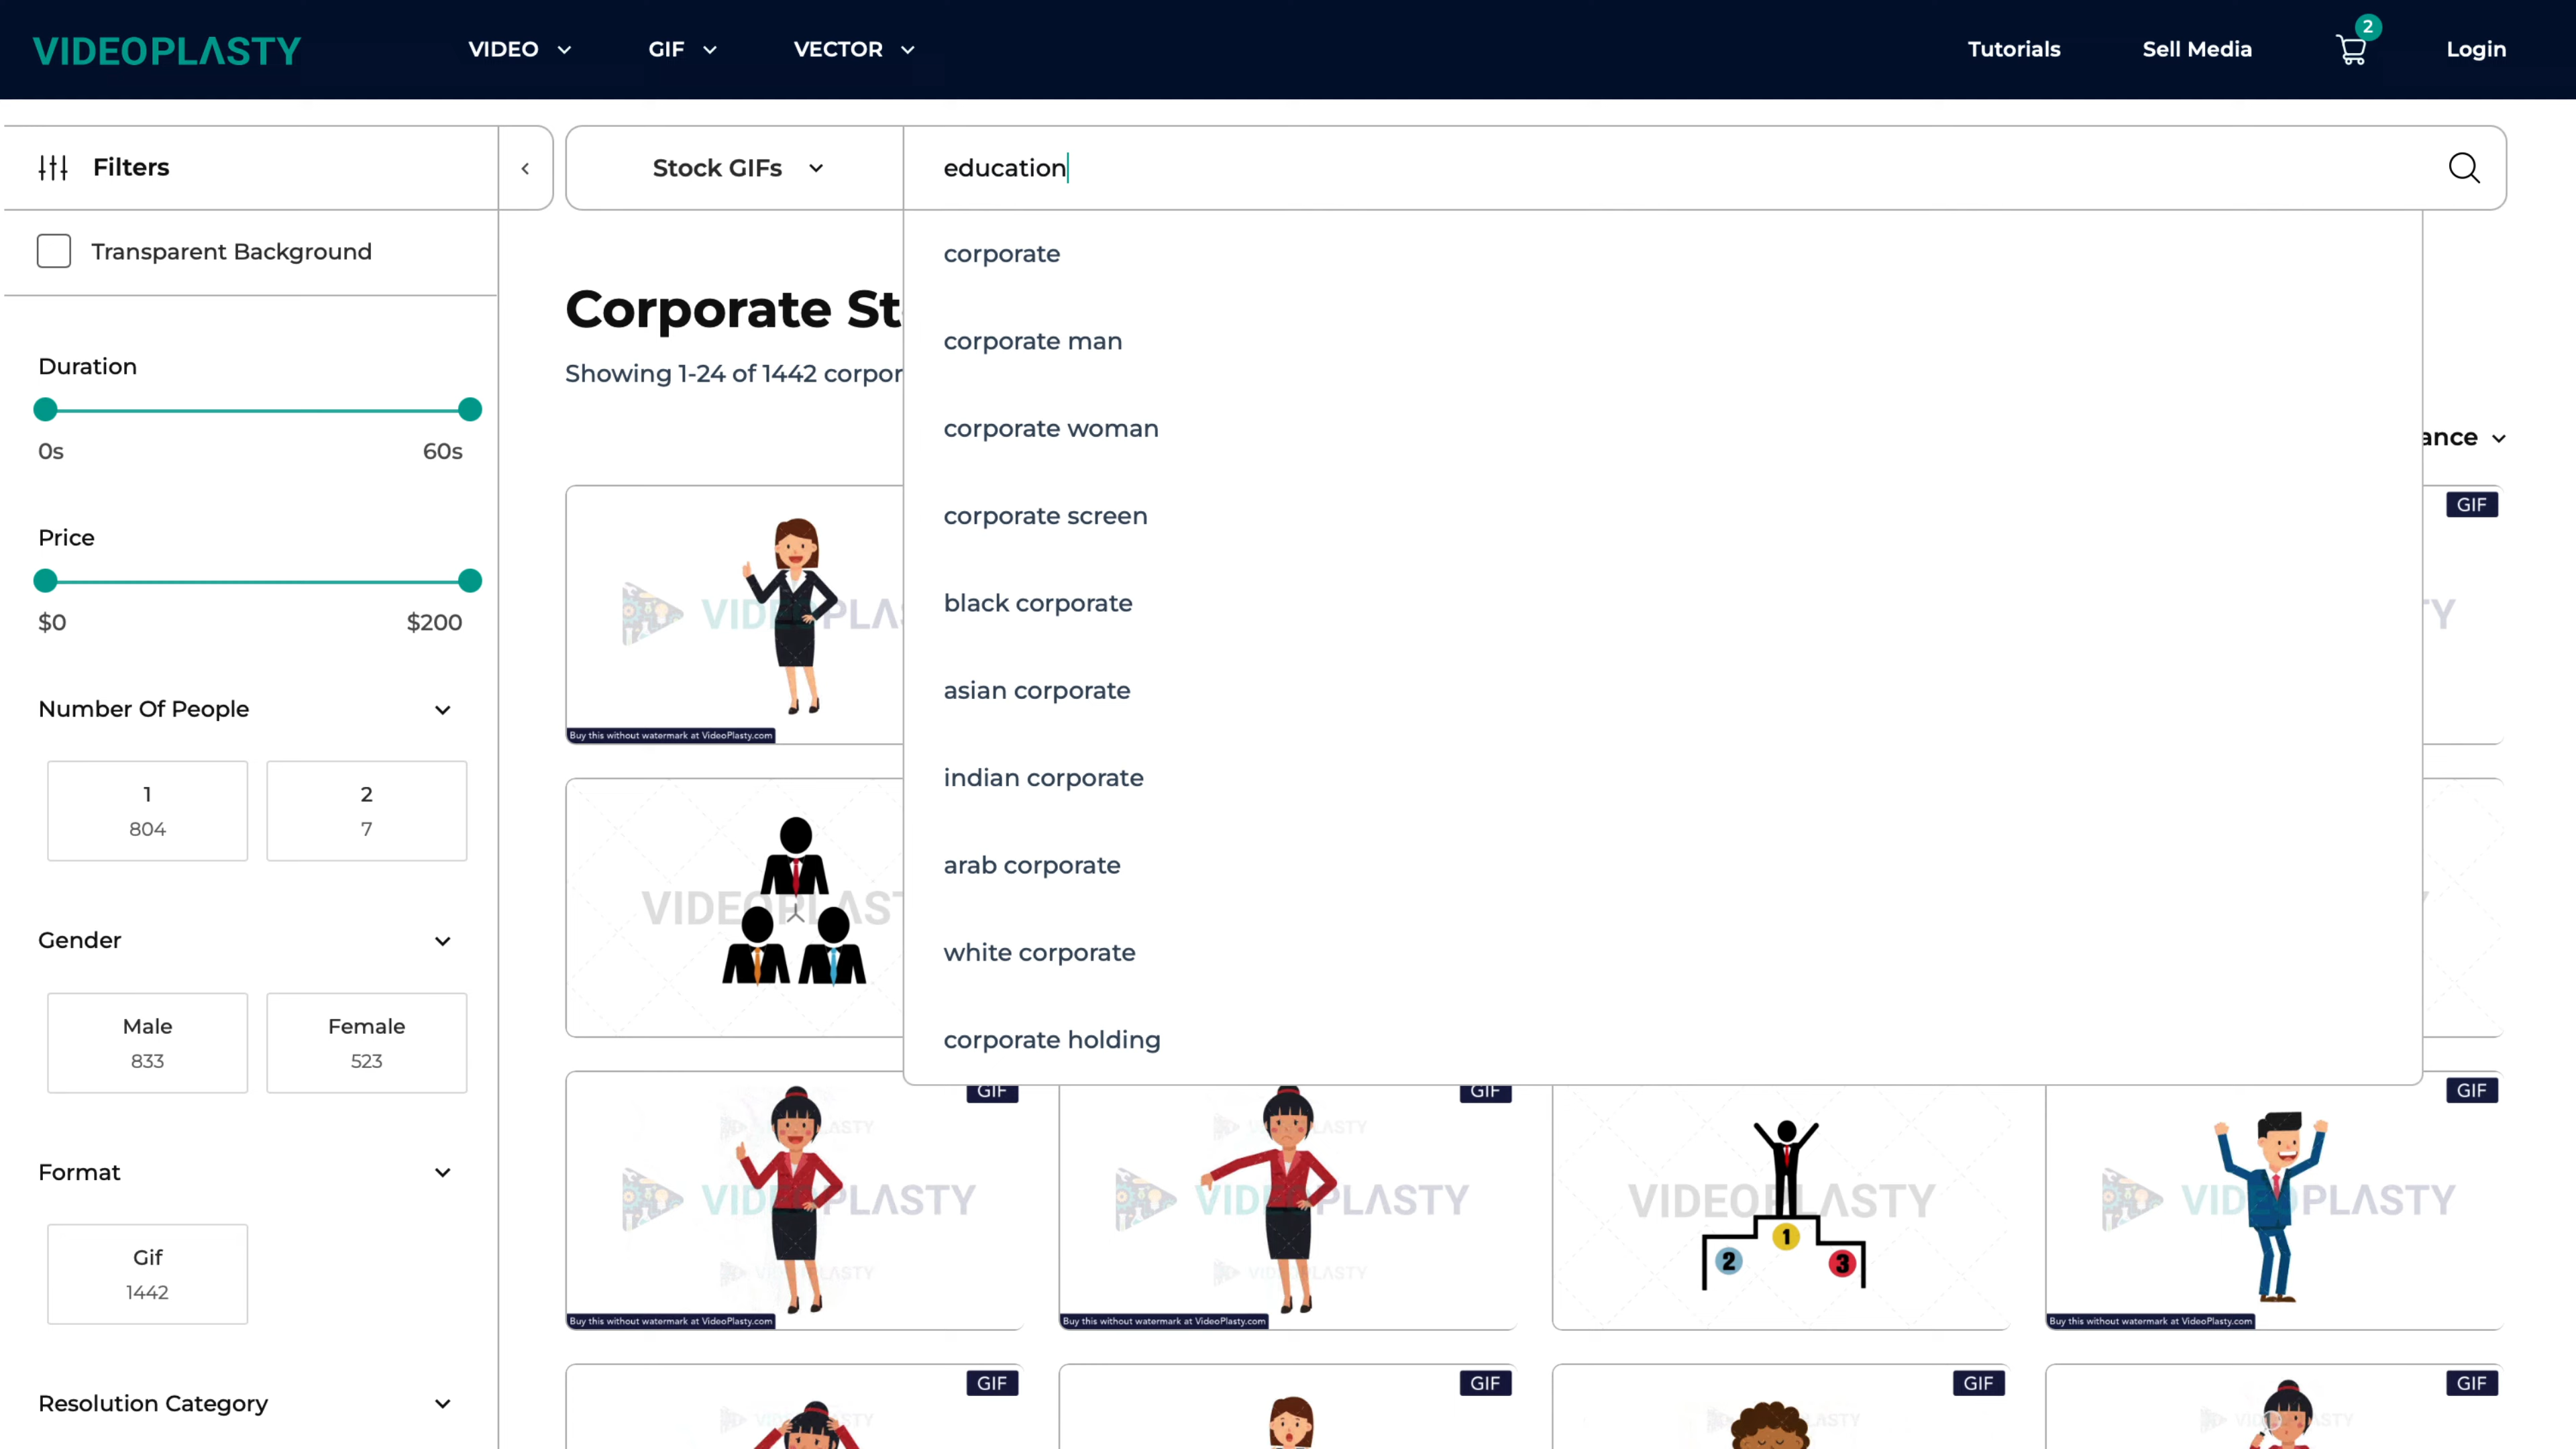 VIDEOPLASTY
VIDEO
GIF
VECTOR
Tutorials
Sell Media
2
Login
Filters
Stock GIFs
education
Transparent Background
Corporate St
Showing 1-24 of 1442 corpor
corporate
corporate man
corporate woman
corporate screen
black corporate
asian corporate
indian corporate
arab corporate
white corporate
corporate holding
ance
Duration
0s
60s
Price
$0
$200
Number Of People
1
804
2
7
Gender
Male
833
Female
523
Format
Gif
1442
Resolution Category
GIF
Buy this without watermark at VideoPlasty.com
GIF
GIF
GIF
VIDEOPLASTY
VIDEOPLASTY
VIDEOPLASTY
VIDEOPLASTY
1
2
3
Buy this without watermark at VideoPlasty.com
Buy this without watermark at VideoPlasty.com
Buy this without watermark at VideoPlasty.com
GIF
GIF
GIF
GIF